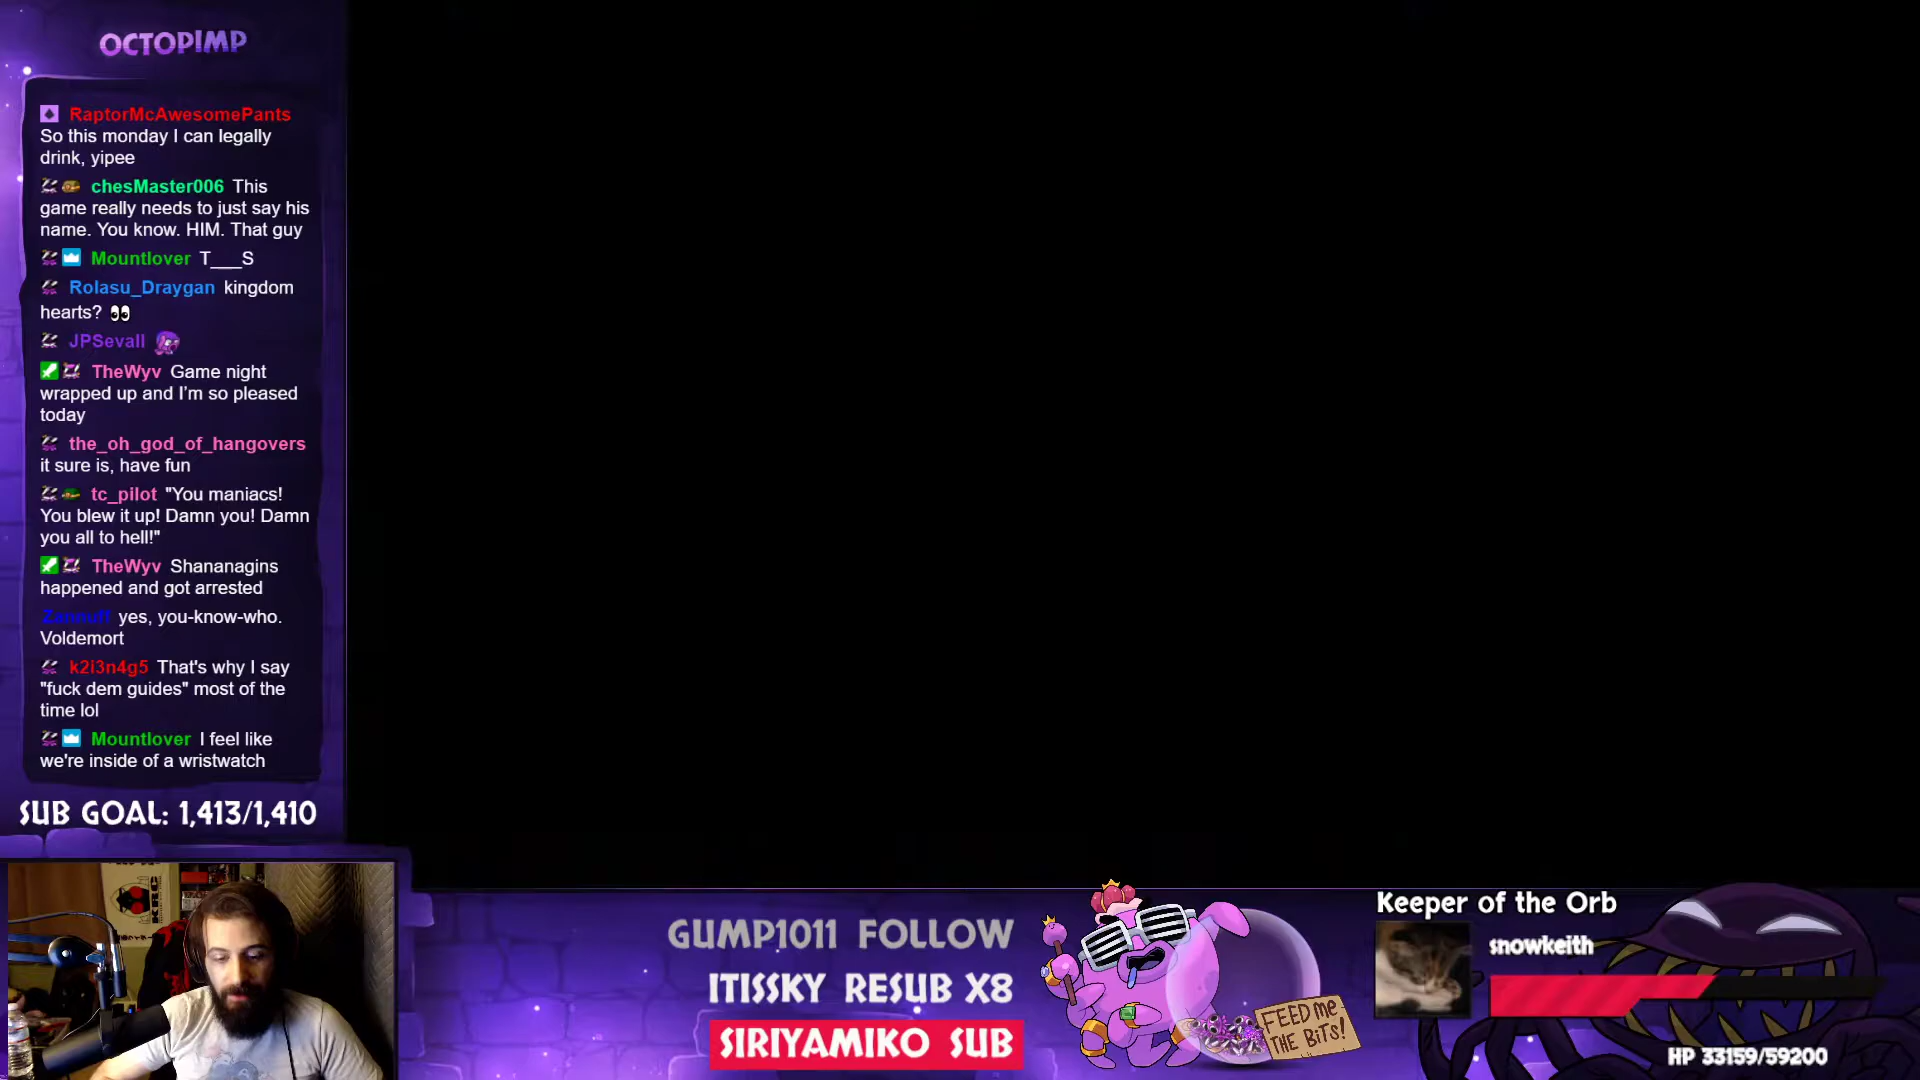 OCTOPIMP
RaptorMcAwesomePants
So this monday I can legally
drink, yipee
chesMaster006 This
game really needs to just say his
name. You know. HIM. That guy
Mountlover T___S
Rolasu_Draygan kingdom
hearts?
JPSevall
TheWyv Game night
wrapped up and I'm so pleased
today
the_oh_god_of_hangovers
it sure is, have fun
tc_pilot "You maniacs!
You blew it up! Damn you! Damn
you all to hell!"
TheWyv Shananagins
happened and got arrested
yes, you-know-who.
Voldemort
k2i3n4g5 That's why I say
"fuck dem guides" most of the
time lol
Mountlover I feel like
we're inside of a wristwatch
SUB GOAL: 1,413/1,410
GUMP1011 FOLLOW
ITISSKY RESUB X8
SIRIYAMIKO SUB
FEED ME
THE BITS!
Keeper of the Orb
snowkeith
HP 33159/59200